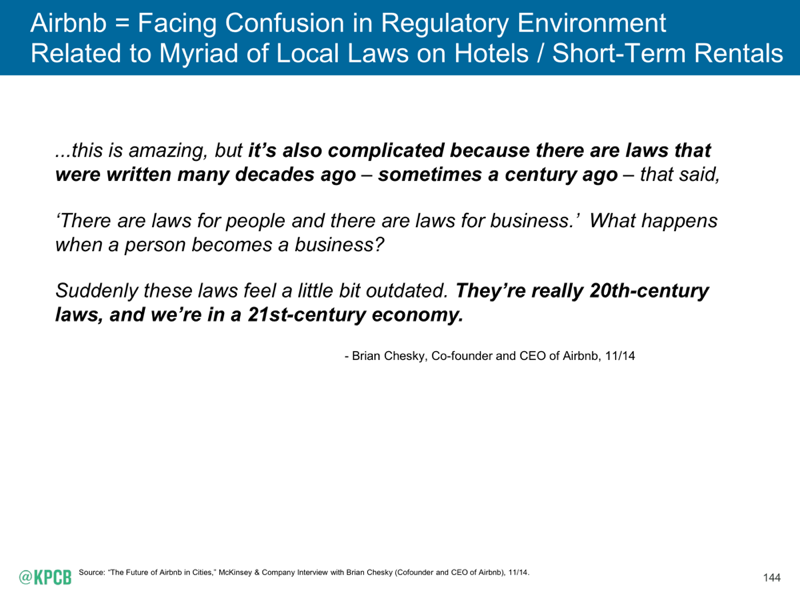 Airbnb = Facing Confusion in Regulatory Environment
Related to Myriad of Local Laws on Hotels / Short-Term Rentals
...this is amazing, but it’s also complicated because there are laws that
were written many decades ago – sometimes a century ago – that said,
‘There are laws for people and there are laws for business.’  What happens
when a person becomes a business?
Suddenly these laws feel a little bit outdated. They’re really 20th-century
laws, and we’re in a 21st-century economy.
- Brian Chesky, Co-founder and CEO of Airbnb, 11/14
@KPCB
Source: “The Future of Airbnb in Cities,” McKinsey & Company Interview with Brian Chesky (Cofounder and CEO of Airbnb), 11/14.
144